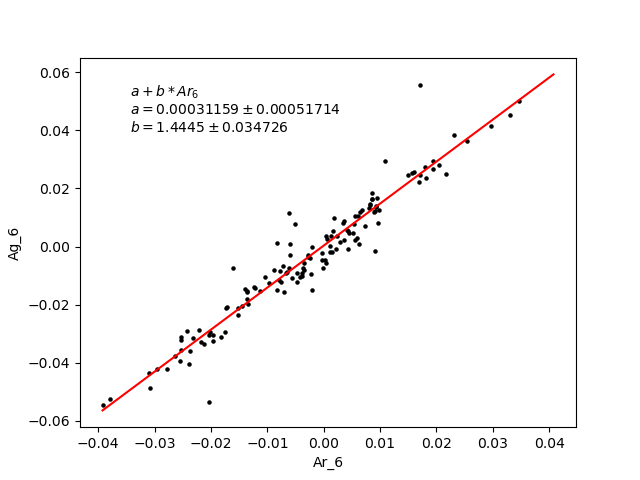 0.06
0.04
0.02
0.00
−0.02
−0.04
−0.06
Ag_6
a + b * Ar₆
a = 0.00031159 ± 0.00051714
b = 1.4445 ± 0.034726
−0.04 −0.03 −0.02 −0.01 0.00 0.01 0.02 0.03 0.04
Ar_6